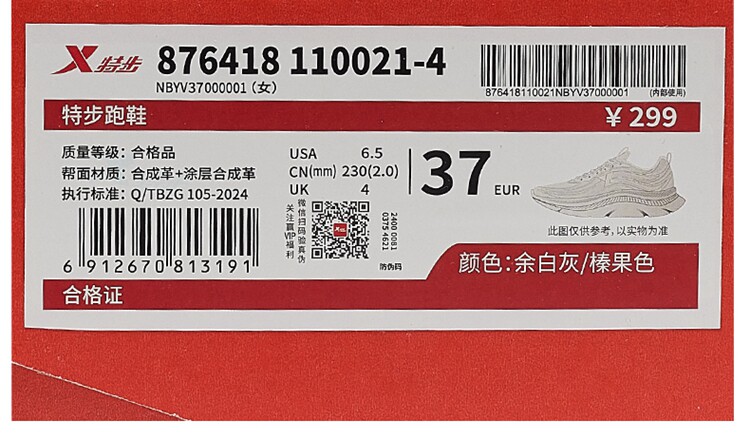 X特步
876418 110021-4
NBYV37000001 (女)
876418110021NBYV37000001 (内部使用)
特步跑鞋
￥299
质量等级: 合格品
帮面材质: 合成革+涂层合成革
执行标准: Q/TBZG 105-2024
6 912670 813191
USA 6.5
CN(mm) 230(2.0)
UK 4
微信扫码验真伪
关注赢VIP福利
2400 0081
0375 4621
防伪码
37 EUR
此图仅供参考, 以实物为准
颜色: 余白灰/榛果色
合格证